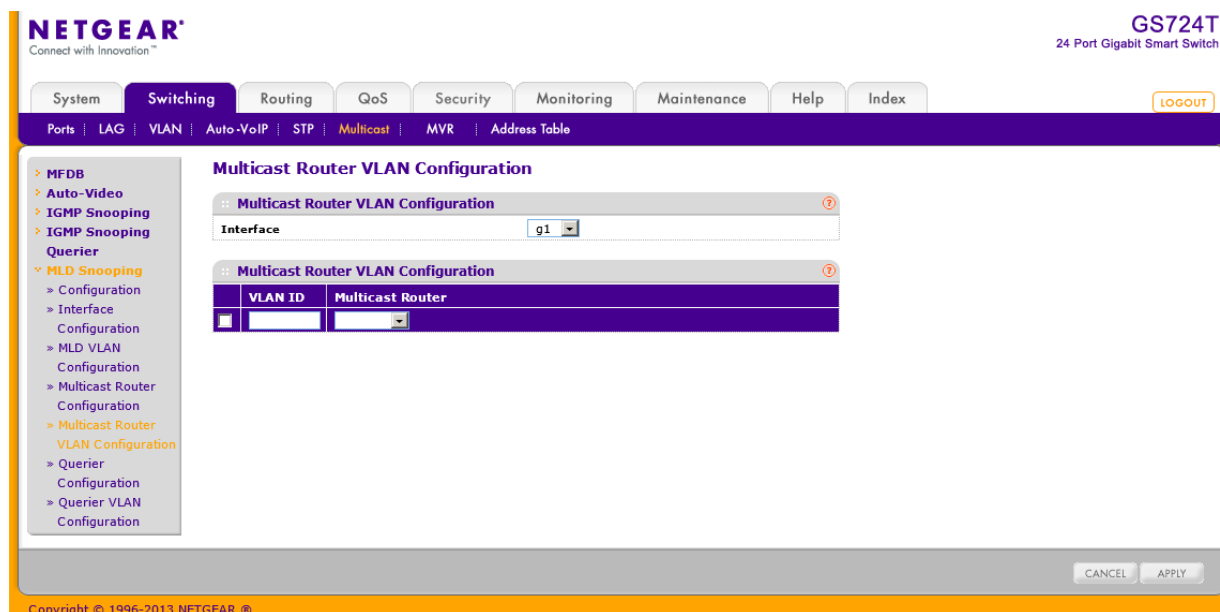 NETGEAR®
Connect with Innovation™
GS724T
24 Port Gigabit Smart Switch
System Switching Routing QoS Security Monitoring Maintenance Help Index
LOGOUT
Ports | LAG | VLAN | Auto-VoIP | STP | Multicast | MVR | Address Table
MFDB
Auto-Video
IGMP Snooping
IGMP Snooping
Querier
MLD Snooping
» Configuration
» Interface
Configuration
» MLD VLAN
Configuration
» Multicast Router
Configuration
» Multicast Router
VLAN Configuration
» Querier
Configuration
» Querier VLAN
Configuration
Multicast Router VLAN Configuration
Multicast Router VLAN Configuration ?
Interface g1
Multicast Router VLAN Configuration ?
VLAN ID Multicast Router
CANCEL APPLY
Copyright © 1996-2013 NETGEAR ®